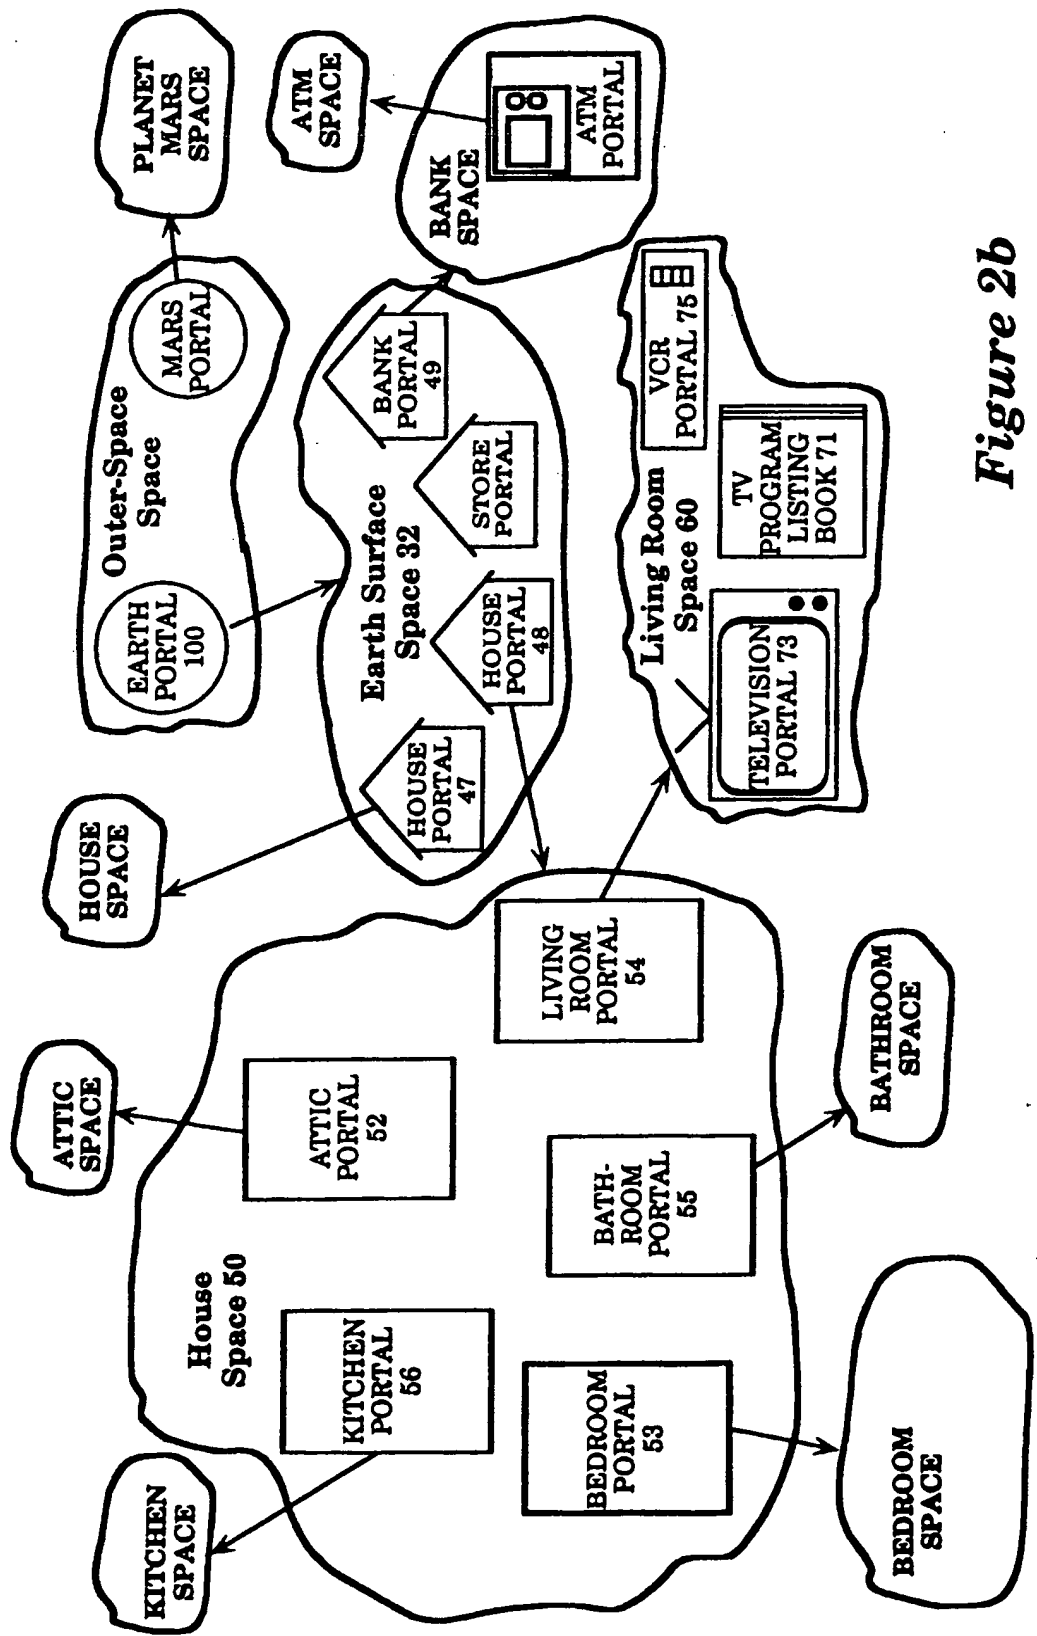 KITCHEN
SPACE
ATTIC
SPACE
HOUSE
SPACE
House
Space 50
KITCHEN
PORTAL
56
ATTIC
PORTAL
52
BEDROOM
PORTAL
53
BATH-
ROOM
PORTAL
55
LIVING
ROOM
PORTAL
54
BEDROOM
SPACE
BATHROOM
SPACE
Outer-Space
Space
EARTH
PORTAL
100
MARS
PORTAL
PLANET
MARS
SPACE
Earth Surface
Space 32
HOUSE
PORTAL
47
HOUSE
PORTAL
48
STORE
PORTAL
BANK
PORTAL
49
ATM
SPACE
BANK
SPACE
ATM
PORTAL
Living Room
Space 60
TELEVISION
PORTAL 73
TV
PROGRAM
LISTING
BOOK 71
VCR
PORTAL 75
Figure 2b